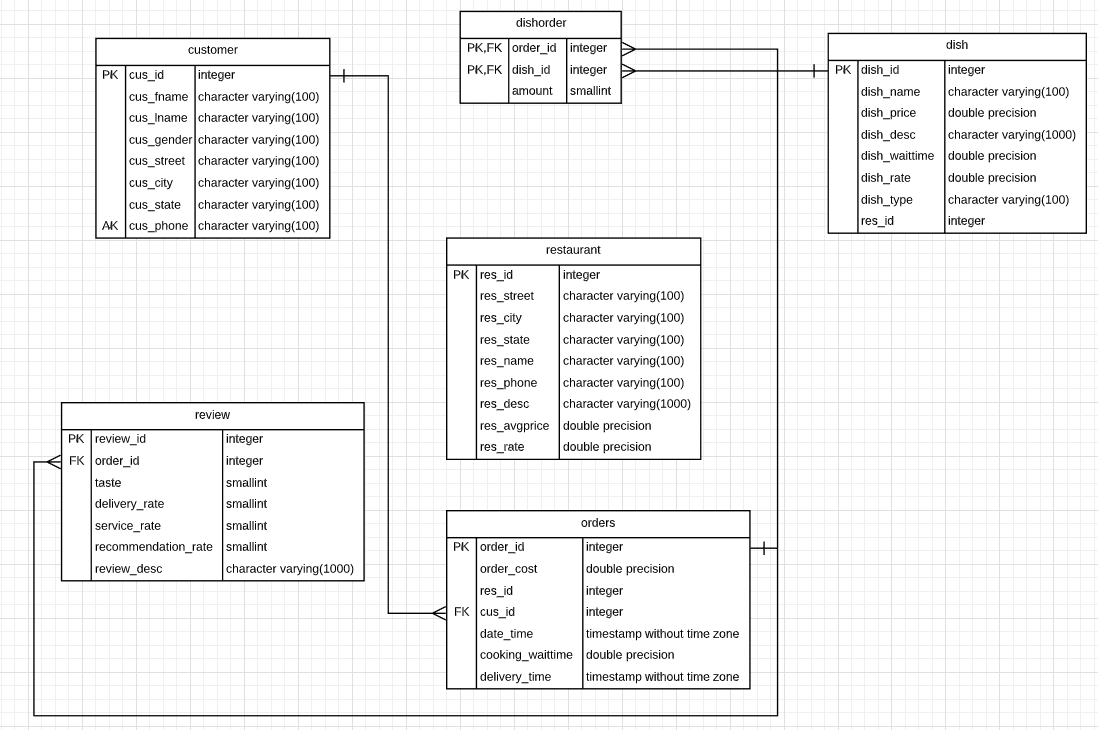 dishorder
PK,FK order_id integer
PK,FK dish_id integer
amount smallint
customer
PK cus_id integer
cus_fname character varying(100)
cus_lname character varying(100)
cus_gender character varying(100)
cus_street character varying(100)
cus_city character varying(100)
cus_state character varying(100)
AK cus_phone character varying(100)
dish
PK dish_id integer
dish_name character varying(100)
dish_price double precision
dish_desc character varying(1000)
dish_waittime double precision
dish_rate double precision
dish_type character varying(100)
res_id integer
restaurant
PK res_id integer
res_street character varying(100)
res_city character varying(100)
res_state character varying(100)
res_name character varying(100)
res_phone character varying(100)
res_desc character varying(1000)
res_avgprice double precision
res_rate double precision
review
PK review_id integer
FK order_id integer
taste smallint
delivery_rate smallint
service_rate smallint
recommendation_rate smallint
review_desc character varying(1000)
orders
PK order_id integer
order_cost double precision
res_id integer
FK cus_id integer
date_time timestamp without time zone
cooking_waittime double precision
delivery_time timestamp without time zone